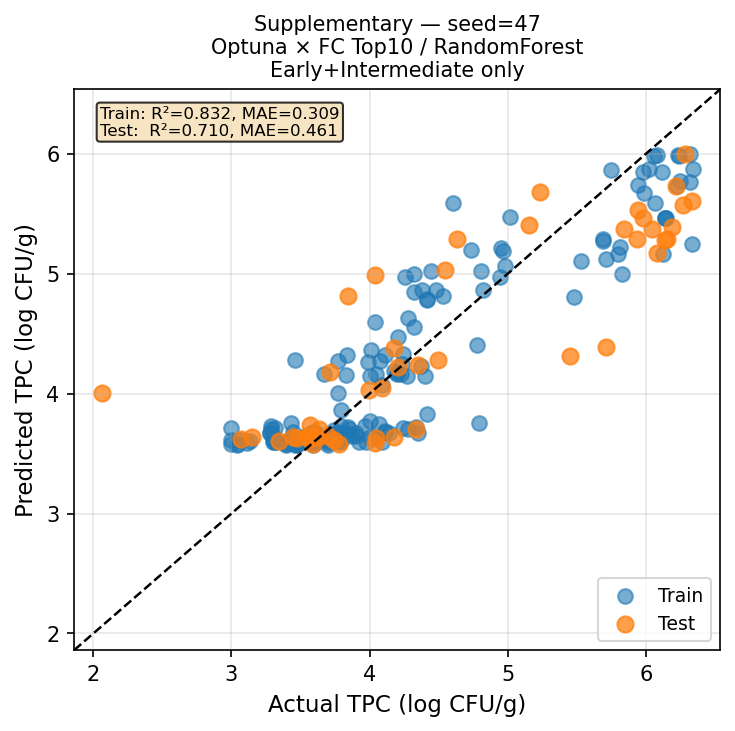 Supplementary — seed=47
Optuna × FC Top10 / RandomForest
Early+Intermediate only
Train: R²=0.832, MAE=0.309
Test:  R²=0.710, MAE=0.461
6
5
4
3
2
Predicted TPC (log CFU/g)
Train
Test
2
3
4
5
6
Actual TPC (log CFU/g)